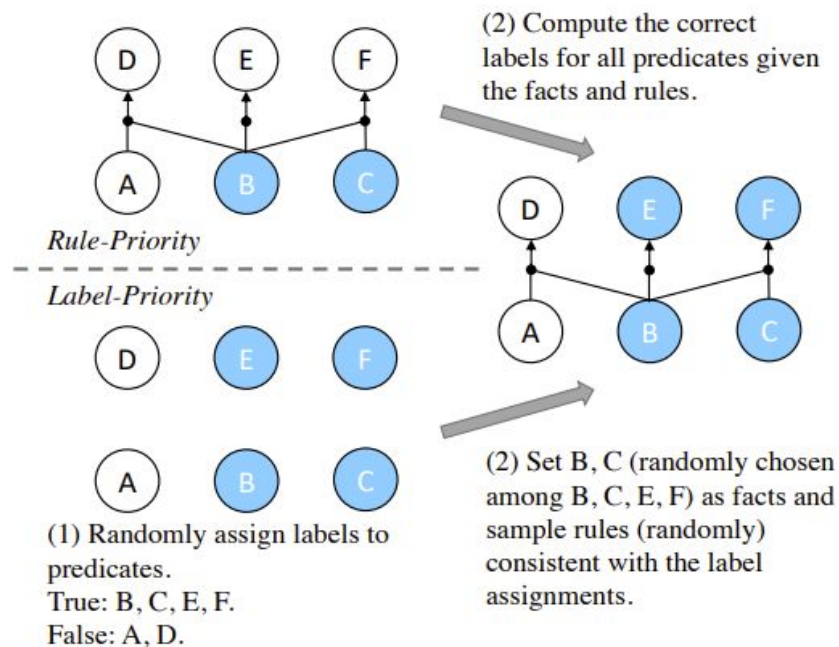 D E F
A B C
Rule-Priority
Label-Priority
D E F
A B C
(1) Randomly assign labels to
predicates.
True: B, C, E, F.
False: A, D.
(2) Compute the correct
labels for all predicates given
the facts and rules.
D E F
A B C
(2) Set B, C (randomly chosen
among B, C, E, F) as facts and
sample rules (randomly)
consistent with the label
assignments.